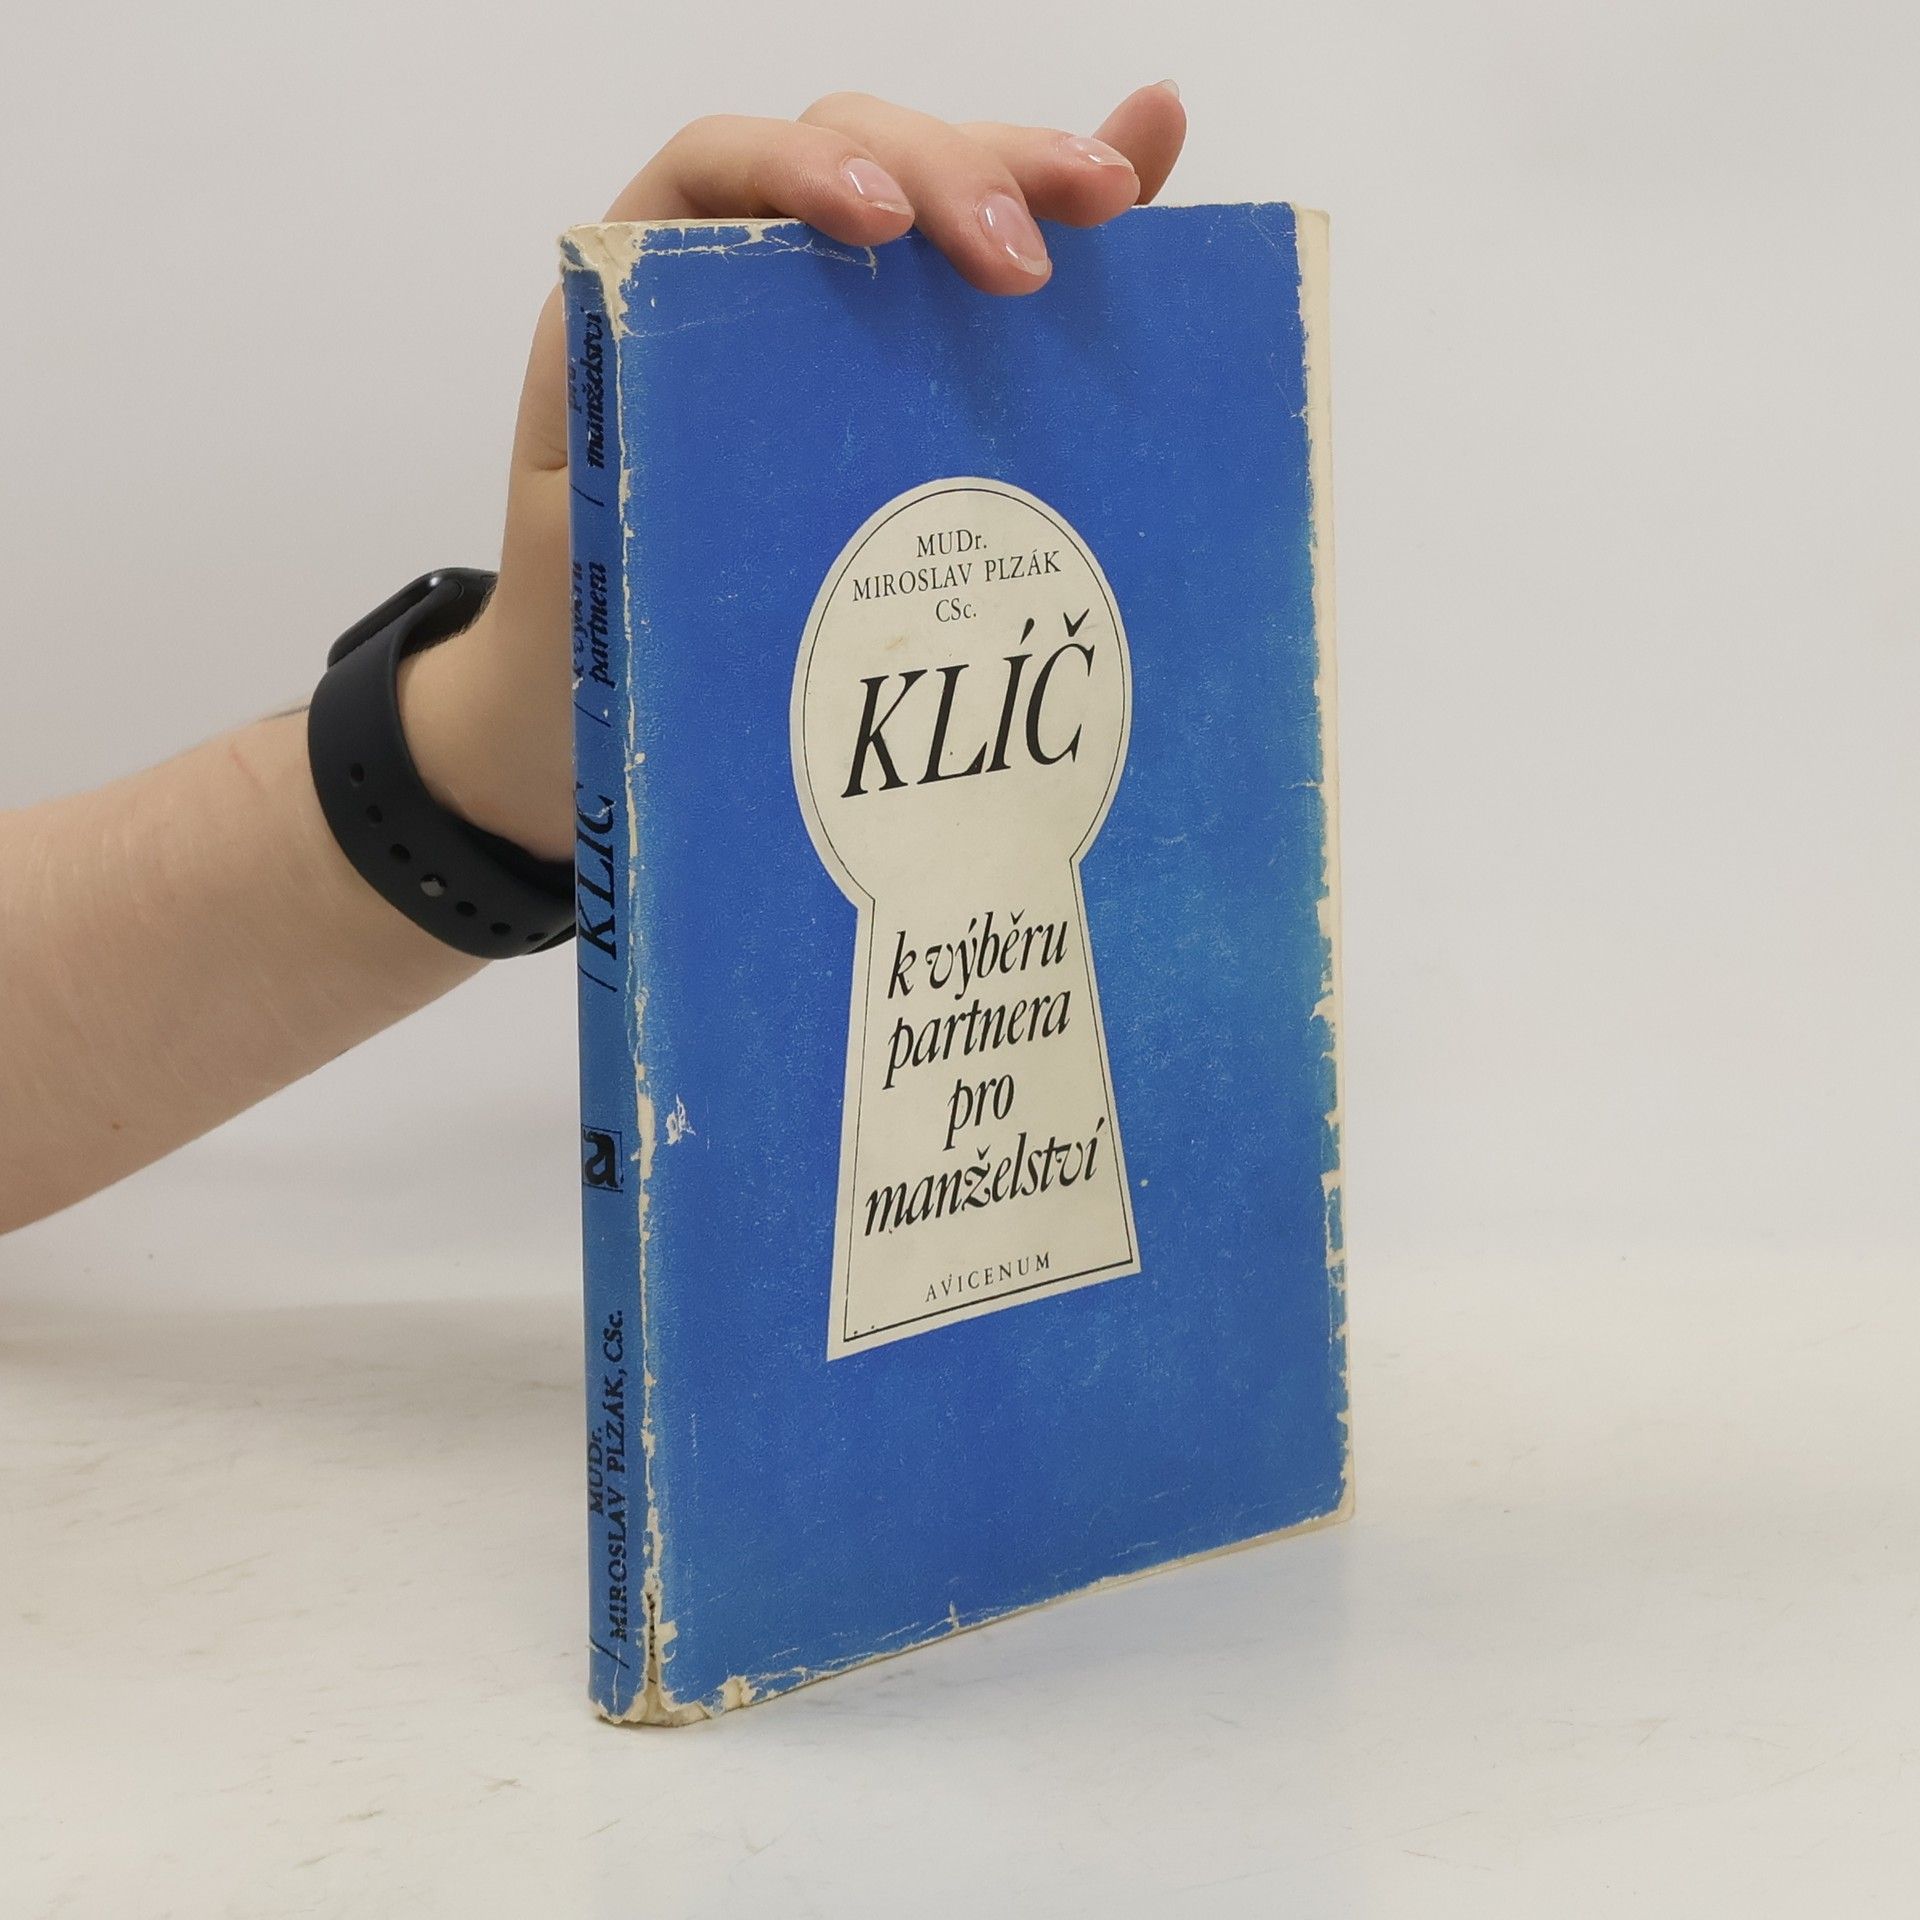 MUDr.
MIROSLAV PLZÁK
CSc.
KLÍČ
k výběru
partnera
pro
manželství
AVICENUM
MUDr.
MIROSLAV PLZÁK, CSc.
a
KLÍČ
k výběru
partnera
pro
manželství